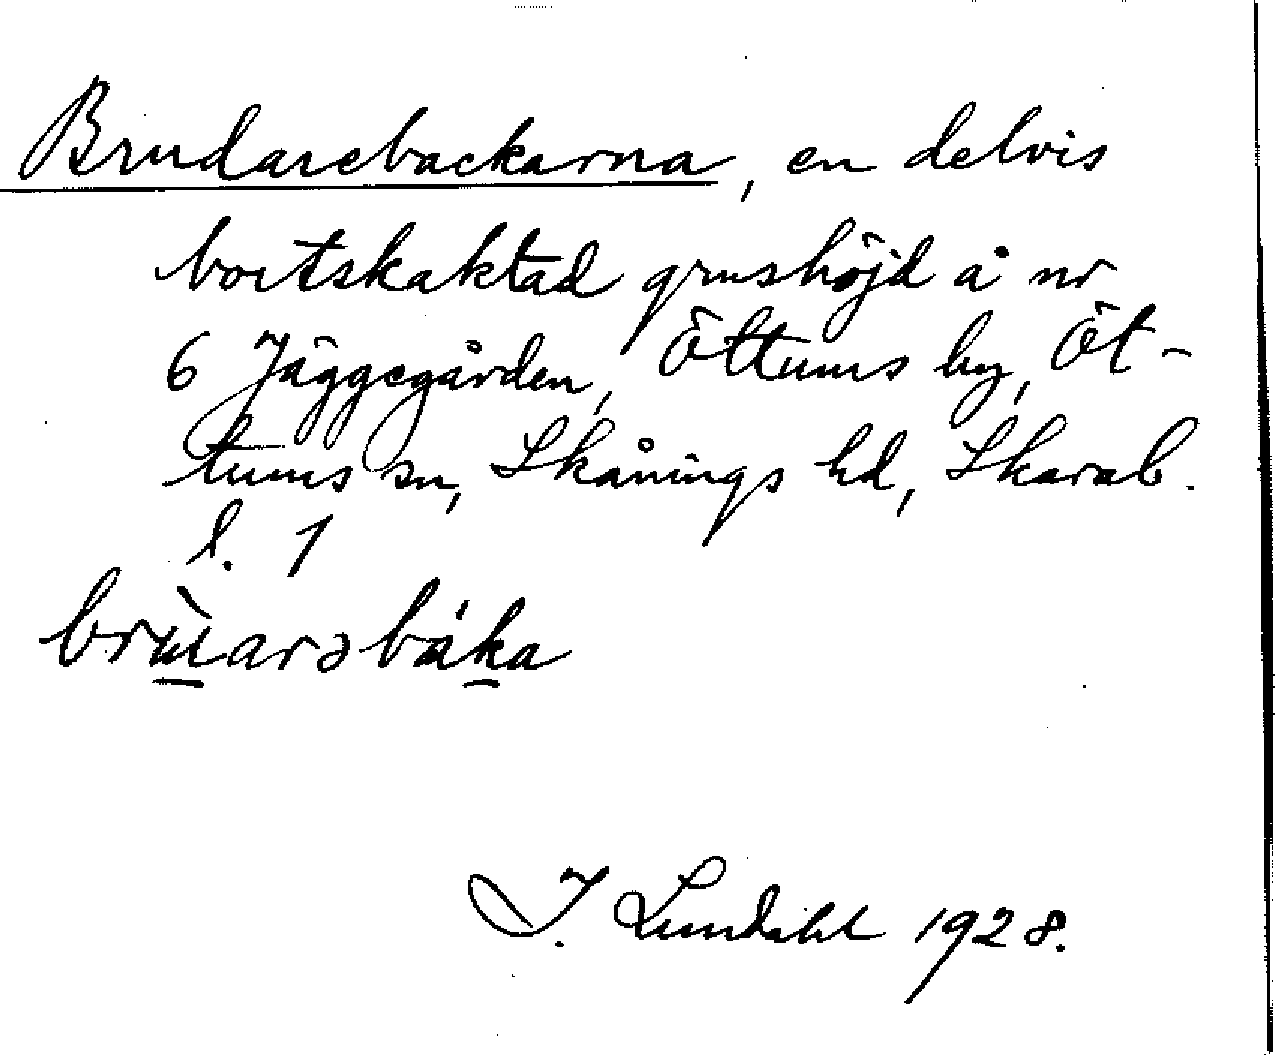 Brudarebackarna, en delvis
bortskaktad grushöjd å nr
6 Jäggegården, Öttums by, Öt-
tums sn, Skånings hd, Skarab.
l. 1
brùarəbáka
I. Lundahl 1928.